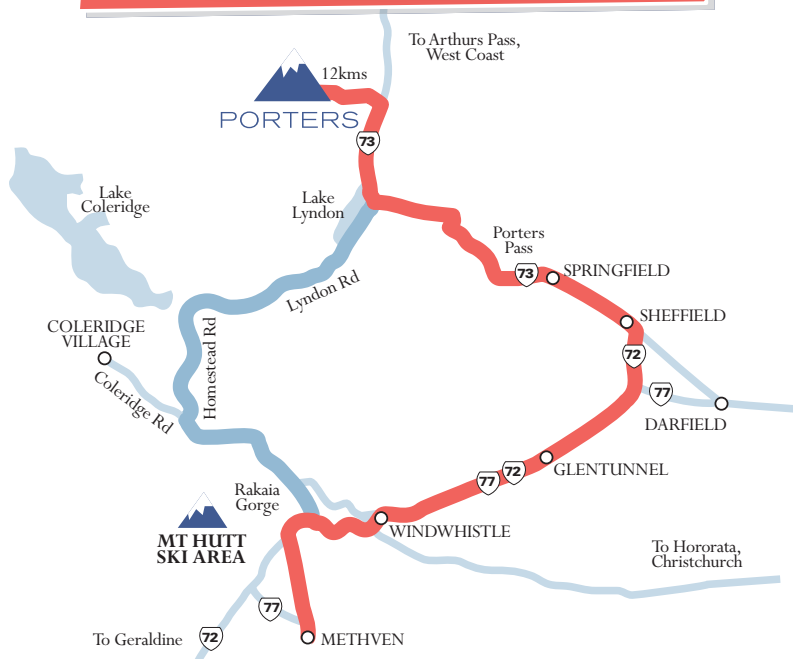 To Arthurs Pass,
West Coast
12kms
PORTERS
73
Lake
Coleridge
Lake
Lyndon
Porters
Pass
73
SPRINGFIELD
Lyndon Rd
SHEFFIELD
COLERIDGE
VILLAGE
Homestead Rd
72
Coleridge Rd
77
DARFIELD
GLENTUNNEL
72
77
Rakaia
Gorge
WINDWHISTLE
MT HUTT
SKI AREA
To Hororata,
Christchurch
77
To Geraldine
72
METHVEN